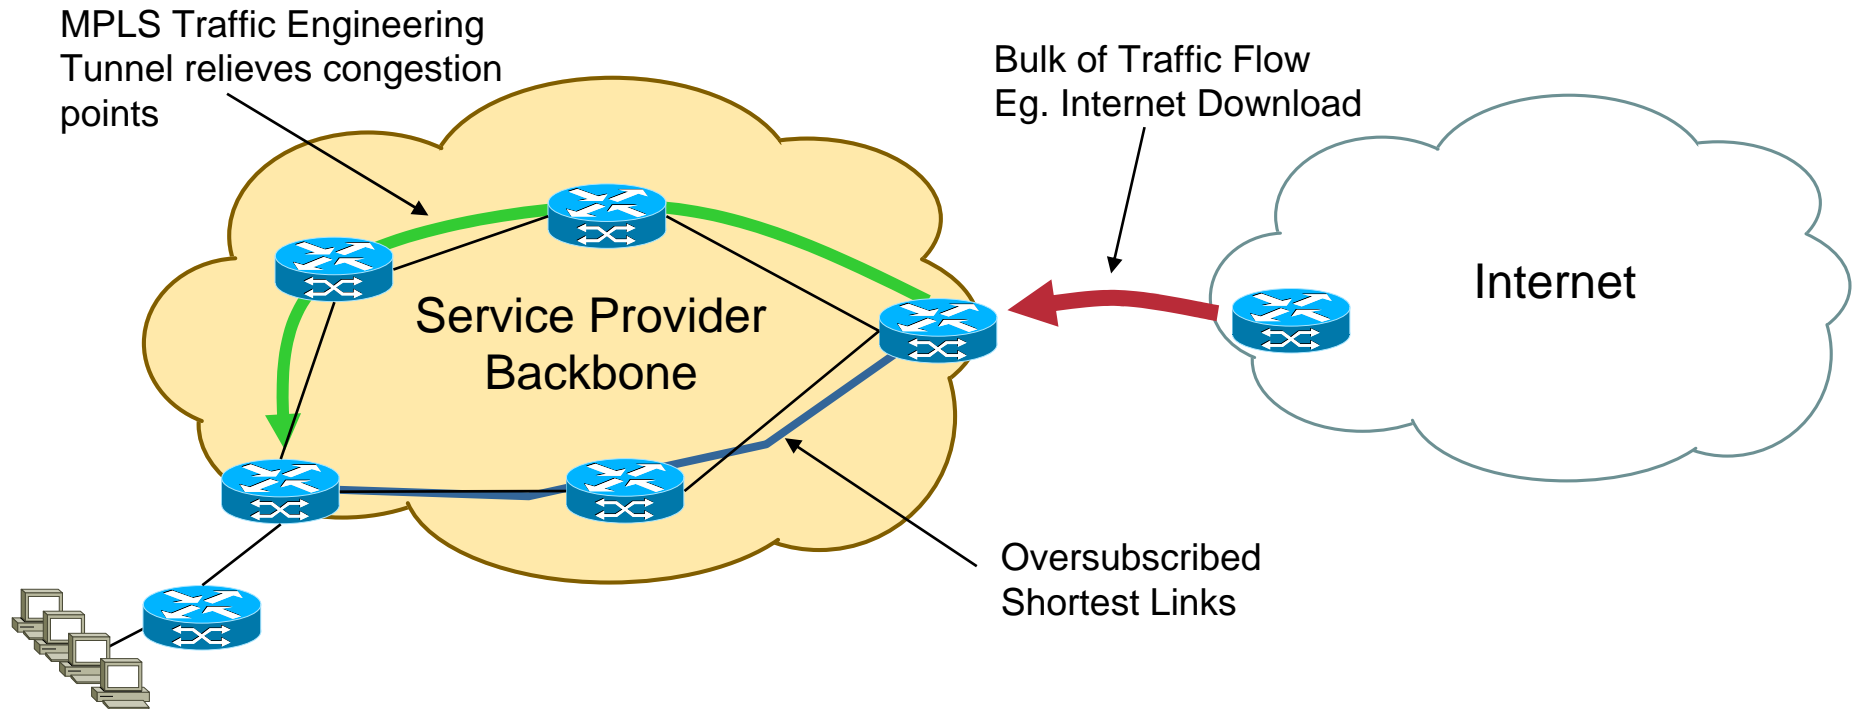 MPLS Traffic Engineering
Tunnel relieves congestion
points
Bulk of Traffic Flow
Eg. Internet Download
Service Provider
Backbone
Internet
Oversubscribed
Shortest Links